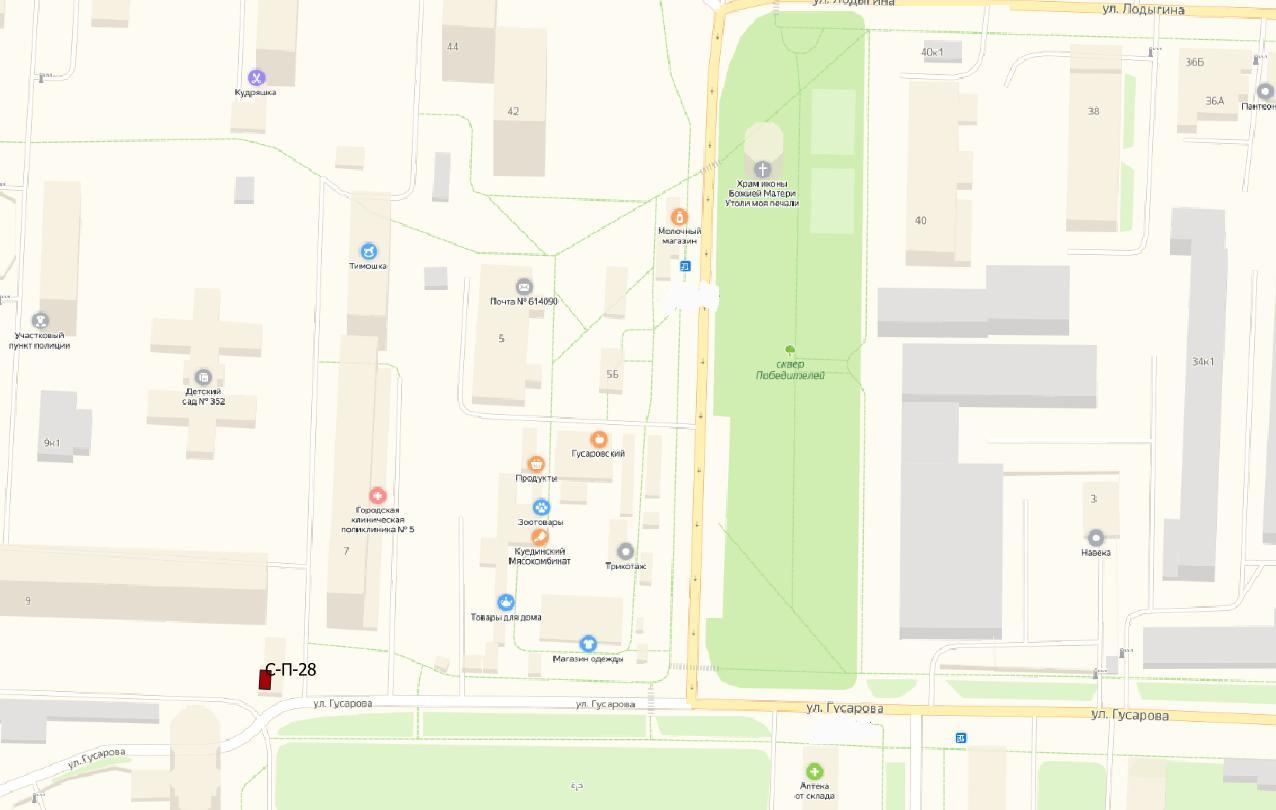 ул. Лодыгина
ул. Лодыгина
44
40к1
36Б
Кудряшка
42
38
36А
Пантеон
Храм иконы
Божией Матери
Утоли моя печали
40
Молочный
магазин
Тимошка
Почта № 614090
Участковый
пункт полиции
5
сквер
Победителей
34к1
5Б
Детский
сад № 352
9к1
Гусаровский
Продукты
3
Городская
клиническая
поликлиника № 5
Зоотовары
Куединский
Мясокомбинат
Навека
7
Трикотаж
9
Товары для дома
Магазин одежды
С-П-28
ул. Гусарова
ул. Гусарова
ул. Гусарова
ул. Гусарова
ул. Гусарова
Аптека
от склада